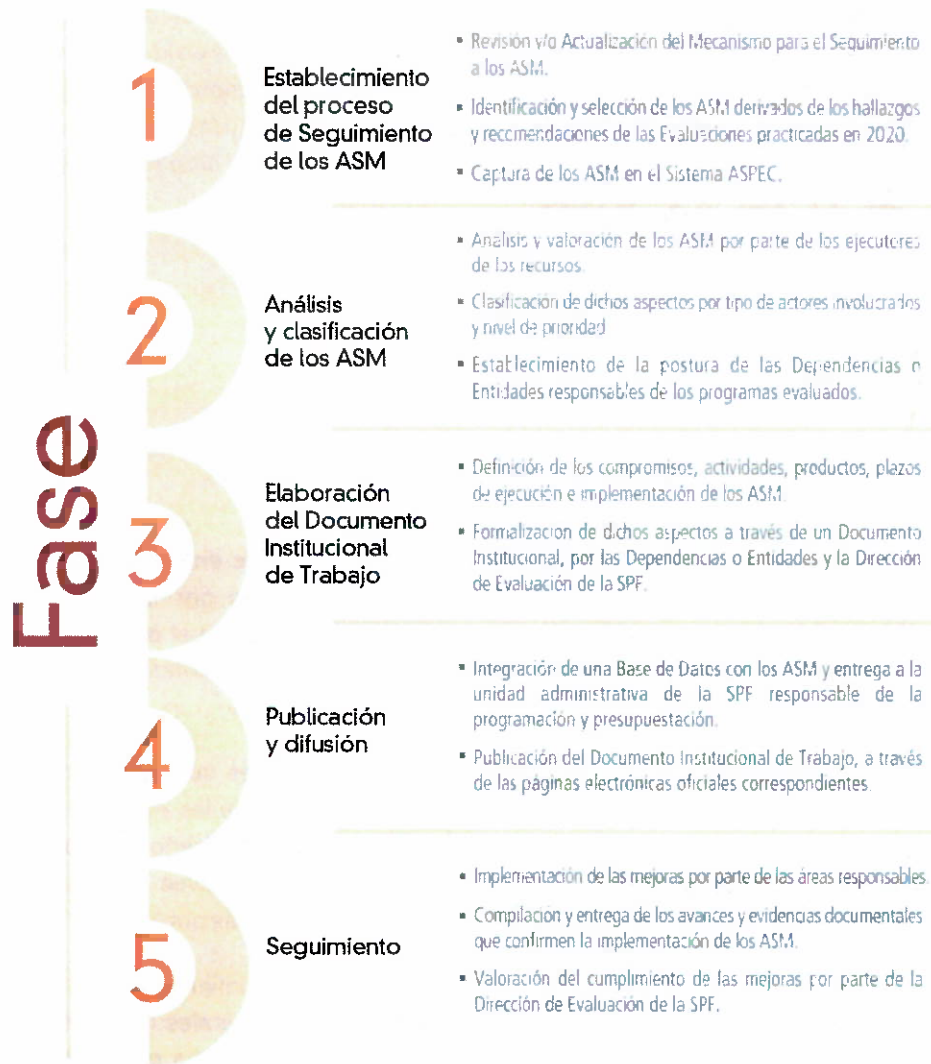 Fase
1
Establecimiento
del proceso
de Seguimiento
de los ASM
▪ Revisión y/o Actualización del Mecanismo para el Seguimiento
a los ASM.
▪ Identificación y selección de los ASM derivados de los hallazgos
y recomendaciones de las Evaluaciones practicadas en 2020.
▪ Captura de los ASM en el Sistema ASPEC.
2
Análisis
y clasificación
de los ASM
▪ Análisis y valoración de los ASM por parte de los ejecutores
de los recursos.
▪ Clasificación de dichos aspectos por tipo de actores involucrados
y nivel de prioridad
▪ Establecimiento de la postura de las Dependencias o
Entidades responsables de los programas evaluados.
3
Elaboración
del Documento
Institucional
de Trabajo
▪ Definición de los compromisos, actividades, productos, plazos
de ejecución e implementación de los ASM.
▪ Formalización de dichos aspectos a través de un Documento
Institucional, por las Dependencias o Entidades y la Dirección
de Evaluación de la SPF.
4
Publicación
y difusión
▪ Integración de una Base de Datos con los ASM y entrega a la
unidad administrativa de la SPF responsable de la
programación y presupuestación.
▪ Publicación del Documento Institucional de Trabajo, a través
de las páginas electrónicas oficiales correspondientes.
5
Seguimiento
▪ Implementación de las mejoras por parte de las áreas responsables.
▪ Compilación y entrega de los avances y evidencias documentales
que confirmen la implementación de los ASM.
▪ Valoración del cumplimiento de las mejoras por parte de la
Dirección de Evaluación de la SPF.